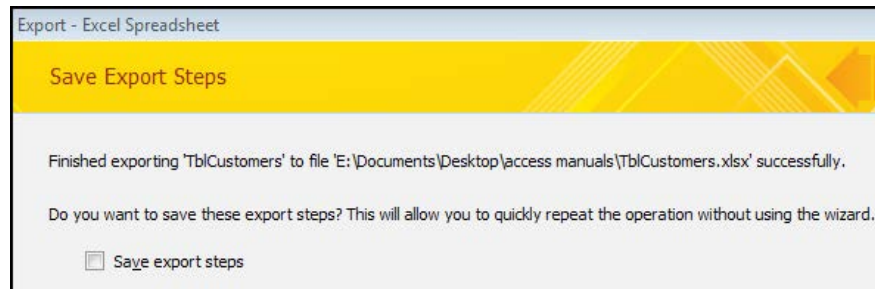 Export - Excel Spreadsheet
Save Export Steps
Finished exporting 'TblCustomers' to file 'E:\Documents\Desktop\access manuals\TblCustomers.xlsx' successfully.
Do you want to save these export steps? This will allow you to quickly repeat the operation without using the wizard.
Save export steps